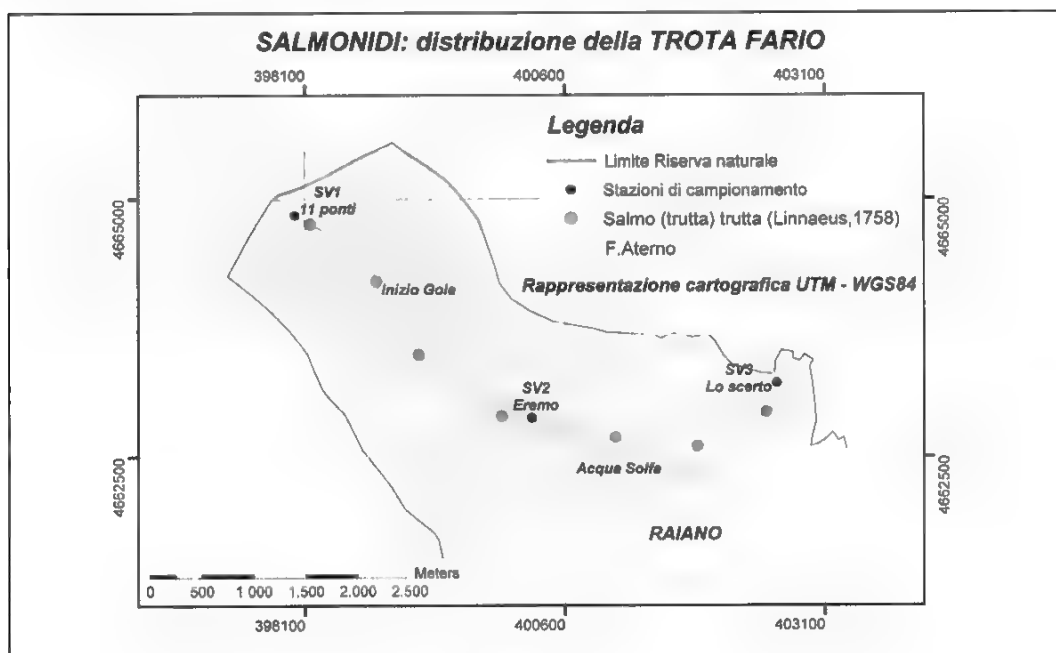 SALMONIDI: distribuzione della TROTA FARIO
398100
400600
403100
Legenda
Limite Riserva naturale
Stazioni di campionamento
Salmo (trutta) trutta (Linnaeus,1758)
F.Aterno
Rappresentazione cartografica UTM - WGS84
4665000
4665000
SV1
11 ponti
Inizio Gole
SV2
Eremo
SV3
Lo scerto
Acqua Solfa
RAIANO
4662500
4662500
Meters
0
500
1.000
1.500
2.000
2.500
398100
400600
403100